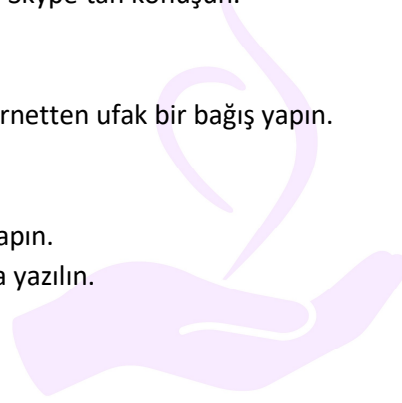 Skype'tan konuşun.
rnetten ufak bir bağış yapın.
apın.
a yazılın.